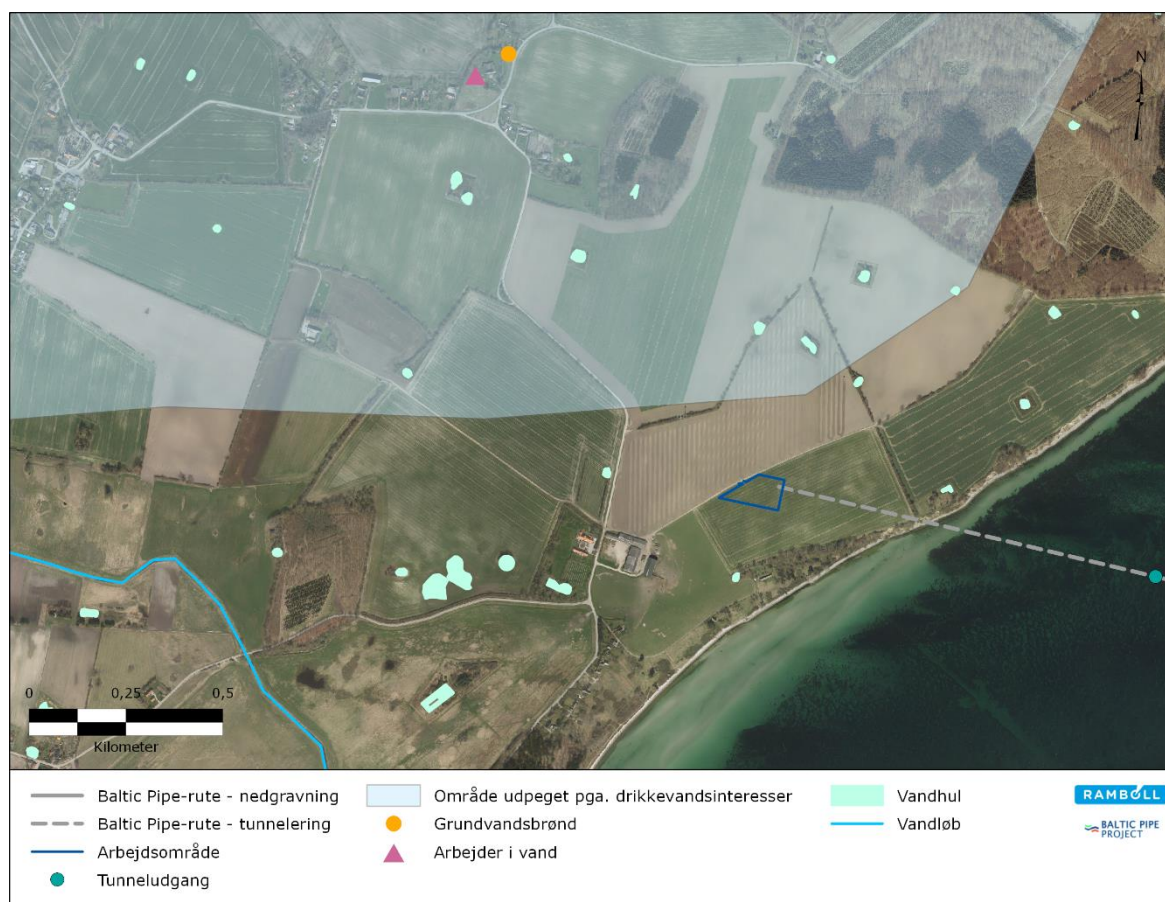 N
0 0,25 0,5
Kilometer
Baltic Pipe-rute - nedgravning
Baltic Pipe-rute - tunnelering
Arbejdsområde
Tunneludgang
Område udpeget pga. drikkevandsinteresser
Grundvandsbrønd
Arbejder i vand
Vandhul
Vandløb
RAMBOLL
BALTIC PIPE
PROJECT